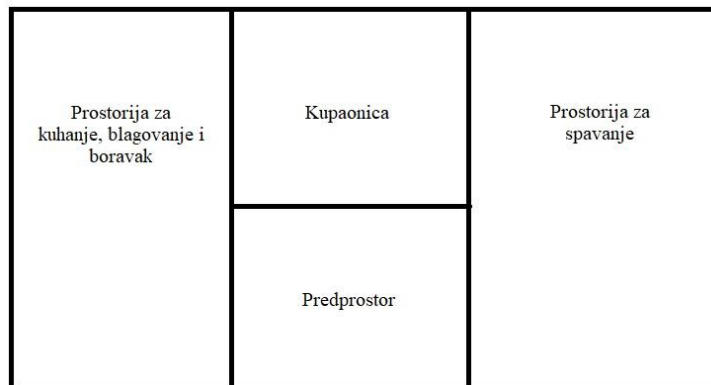 Prostorija za
kuhanje, blagovanje i
boravak
Kupaonica
Prostorija za
spavanje
Predprostor